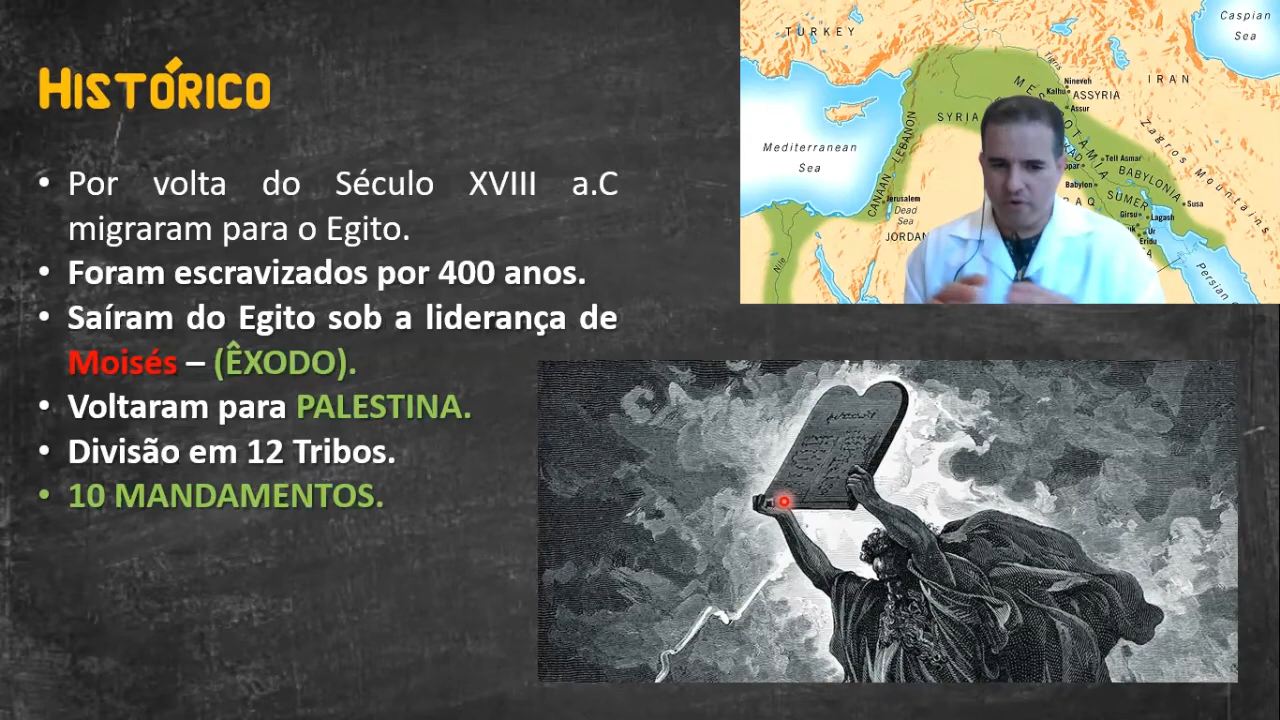 HISTÓRICO
• Por volta do Século XVIII a.C
migraram para o Egito.
• Foram escravizados por 400 anos.
• Saíram do Egito sob a liderança de
Moisés – (ÊXODO).
• Voltaram para PALESTINA.
• Divisão em 12 Tribos.
• 10 MANDAMENTOS.
Caspian
Sea
TURKEY
Tigris
Nineveh
IRAN
Kalhu
ASSYRIA
Assur
SYRIA
Mediterranean
Sea
CANAAN
LEBANON
Zagros Mountains
Tell Asmar
BABYLONIA
Babylon
SUMER
Susa
Jerusalem
Dead
Sea
Girsu
Lagash
Ur
Eridu
JORDAN
Nile
Persian